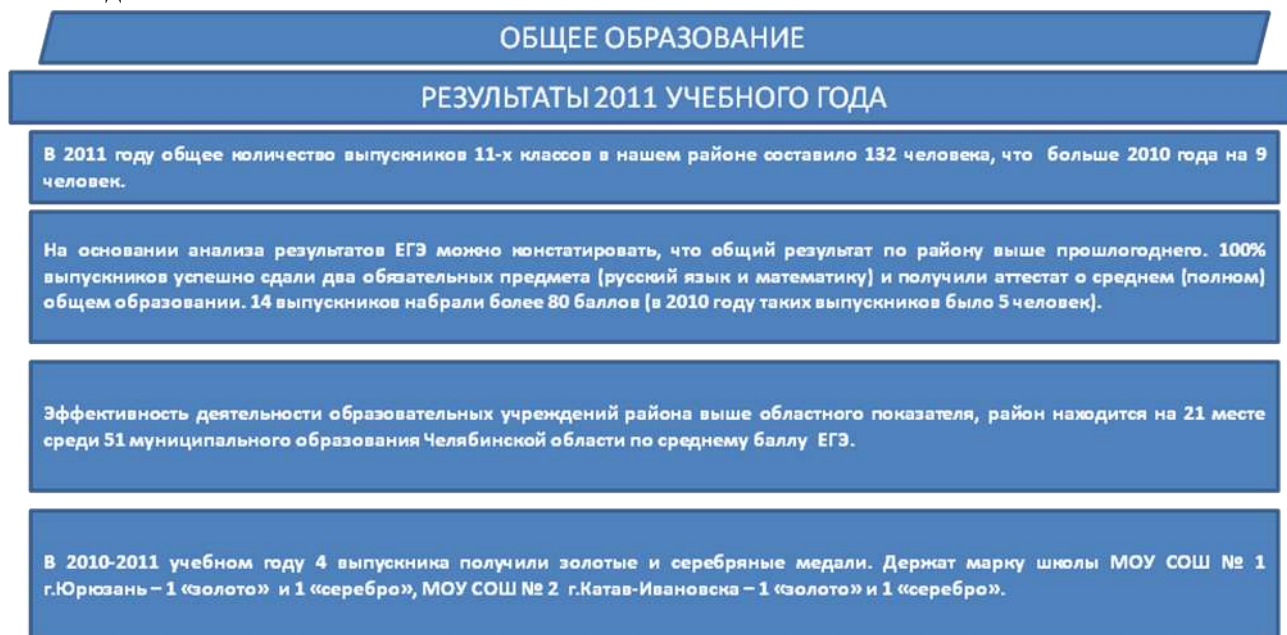 ОБЩЕЕ ОБРАЗОВАНИЕ
РЕЗУЛЬТАТЫ 2011 УЧЕБНОГО ГОДА
В 2011 году общее количество выпускников 11-х классов в нашем районе составило 132 человека, что больше 2010 года на 9
человек.
На основании анализа результатов ЕГЭ можно констатировать, что общий результат по району выше прошлогоднего. 100%
выпускников успешно сдали два обязательных предмета (русский язык и математику) и получили аттестат о среднем (полном)
общем образовании. 14 выпускников набрали более 80 баллов (в 2010 году таких выпускников было 5 человек).
Эффективность деятельности образовательных учреждений района выше областного показателя, район находится на 21 месте
среди 51 муниципального образования Челябинской области по среднему баллу ЕГЭ.
В 2010-2011 учебном году 4 выпускника получили золотые и серебряные медали. Держат марку школы МОУ СОШ № 1
г.Юрюзань – 1 «золото» и 1 «серебро», МОУ СОШ № 2 г.Катав-Ивановска – 1 «золото» и 1 «серебро».